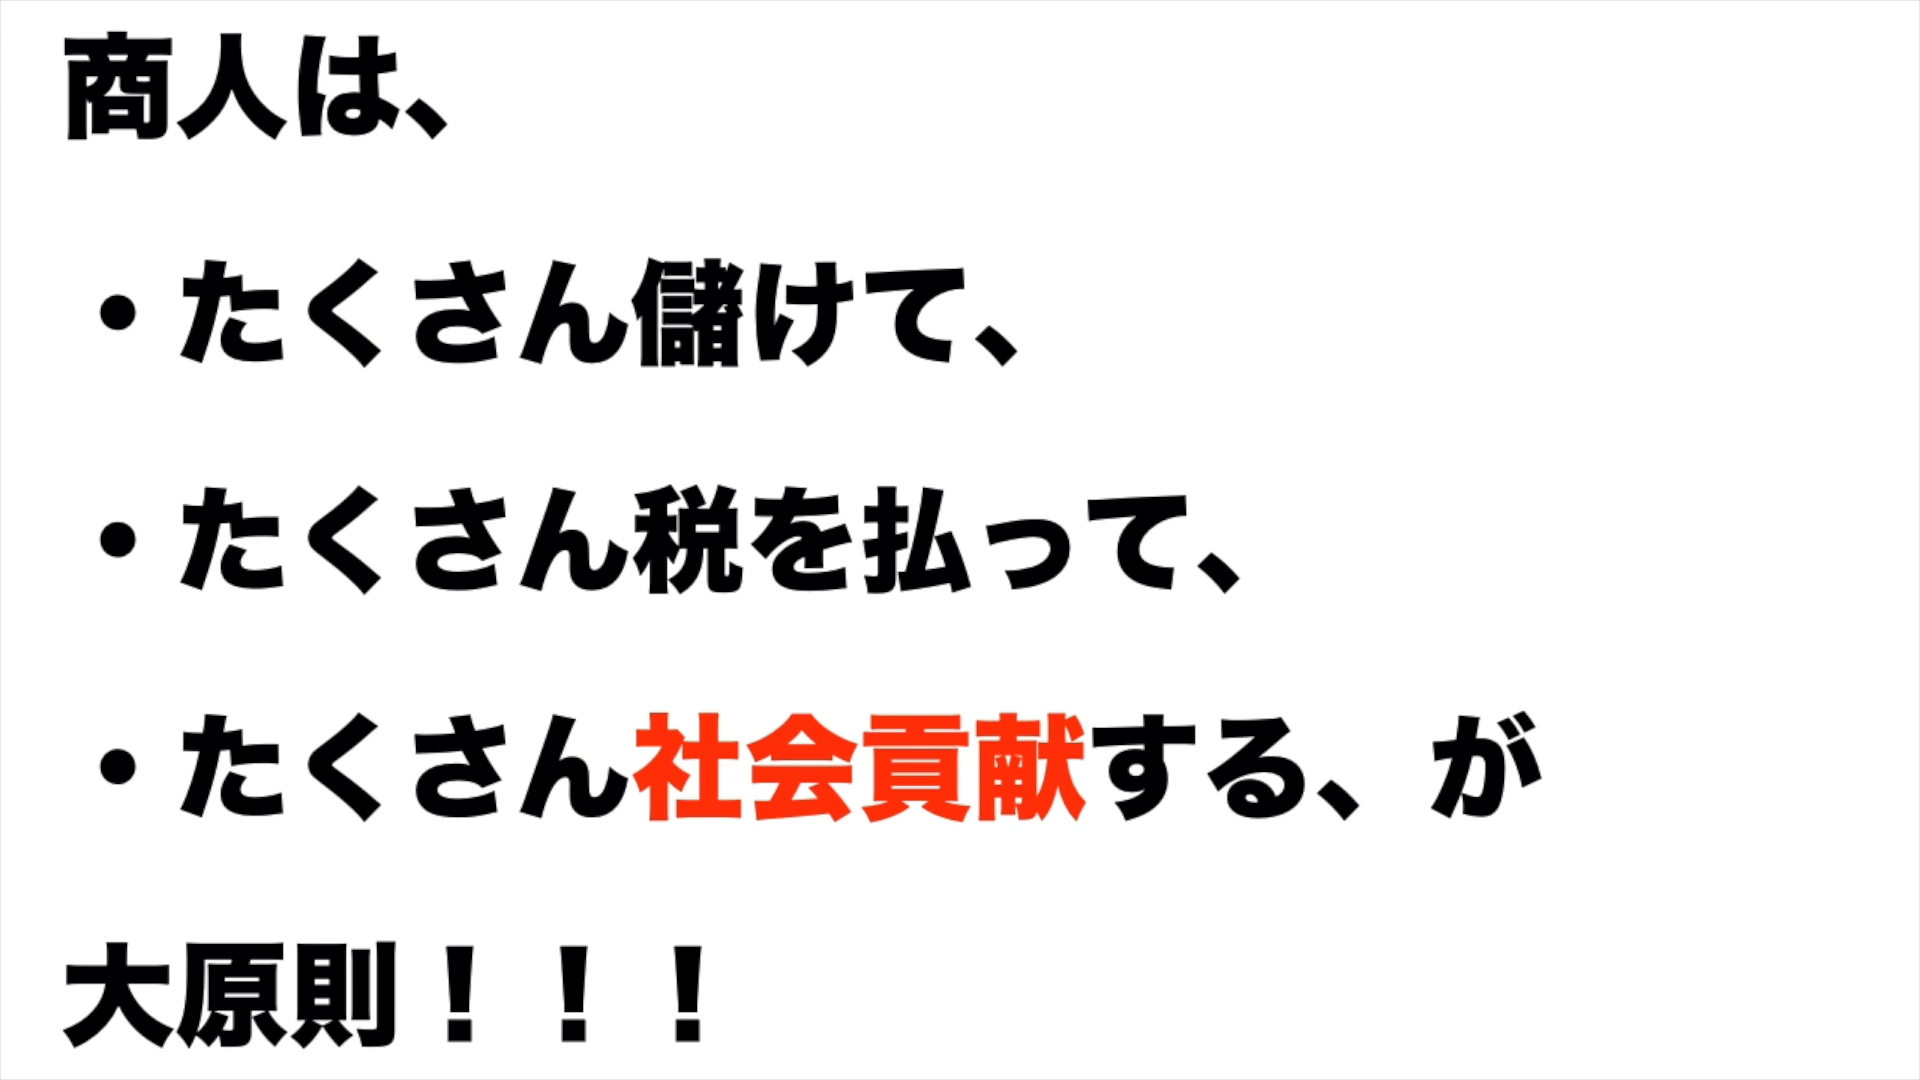 商人は、
・たくさん儲けて、
・たくさん税を払って、
・たくさん社会貢献する、が
大原則！！！